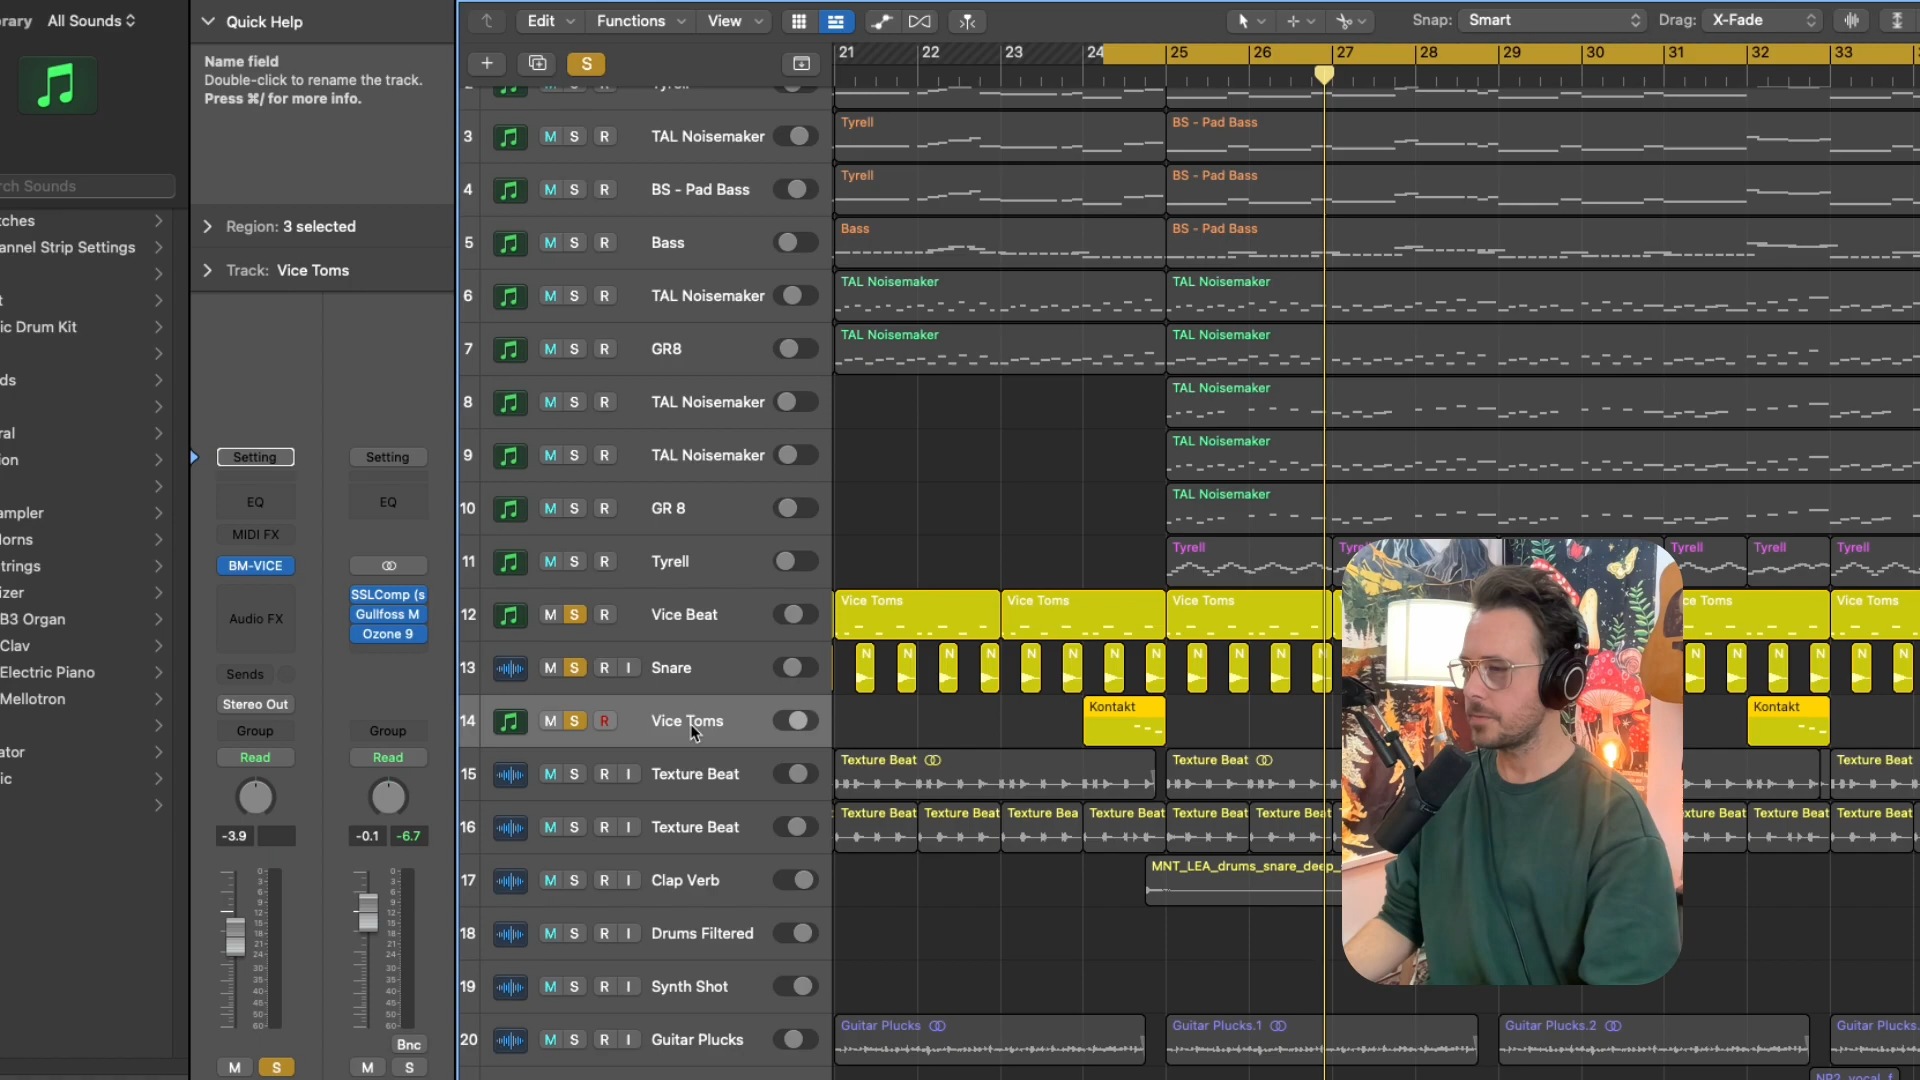 rary All Sounds
Quick Help
Edit Functions View
Snap: Smart Drag: X-Fade
Name field
Double-click to rename the track.
Press ⌘/ for more info.
S
21 22 23 24 25 26 27 28 29 30 31 32 33
rch Sounds
Region: 3 selected
Track: Vice Toms
tches
annel Strip Settings
t
ic Drum Kit
ds
ral
ion
ampler
Horns
trings
izer
B3 Organ
Clav
Electric Piano
Mellotron
ator
ic
Setting Setting
EQ EQ
MIDI FX
BM-VICE
SSLComp (s
Audio FX Gullfoss M
Ozone 9
Sends
Stereo Out
Group Group
Read Read
-3.9 -0.1 -6.7
Bnc
M S M S
3 M S R TAL Noisemaker Tyrell BS - Pad Bass
4 M S R BS - Pad Bass Tyrell BS - Pad Bass
5 M S R Bass Bass BS - Pad Bass
6 M S R TAL Noisemaker TAL Noisemaker TAL Noisemaker
7 M S R GR8 TAL Noisemaker TAL Noisemaker
8 M S R TAL Noisemaker TAL Noisemaker
9 M S R TAL Noisemaker TAL Noisemaker
10 M S R GR 8 TAL Noisemaker
11 M S R Tyrell Tyrell Tyrell Tyrell Tyrell
12 M S R Vice Beat Vice Toms Vice Toms Vice Toms ce Toms Vice Toms
13 M S R I Snare N N N N N N N N N N N N N N N N N N
14 M S R Vice Toms Kontakt Kontakt
15 M S R I Texture Beat Texture Beat Texture Beat Texture Beat
16 M S R I Texture Beat Texture Beat Texture Beat Texture Bea Texture Beat Texture Beat Texture Beat xture Beat Texture Beat Texture Beat
17 M S R I Clap Verb MNT_LEA_drums_snare_deep_
18 M S R I Drums Filtered
19 M S R I Synth Shot
20 M S R I Guitar Plucks Guitar Plucks Guitar Plucks.1 Guitar Plucks.2 Guitar Plucks.